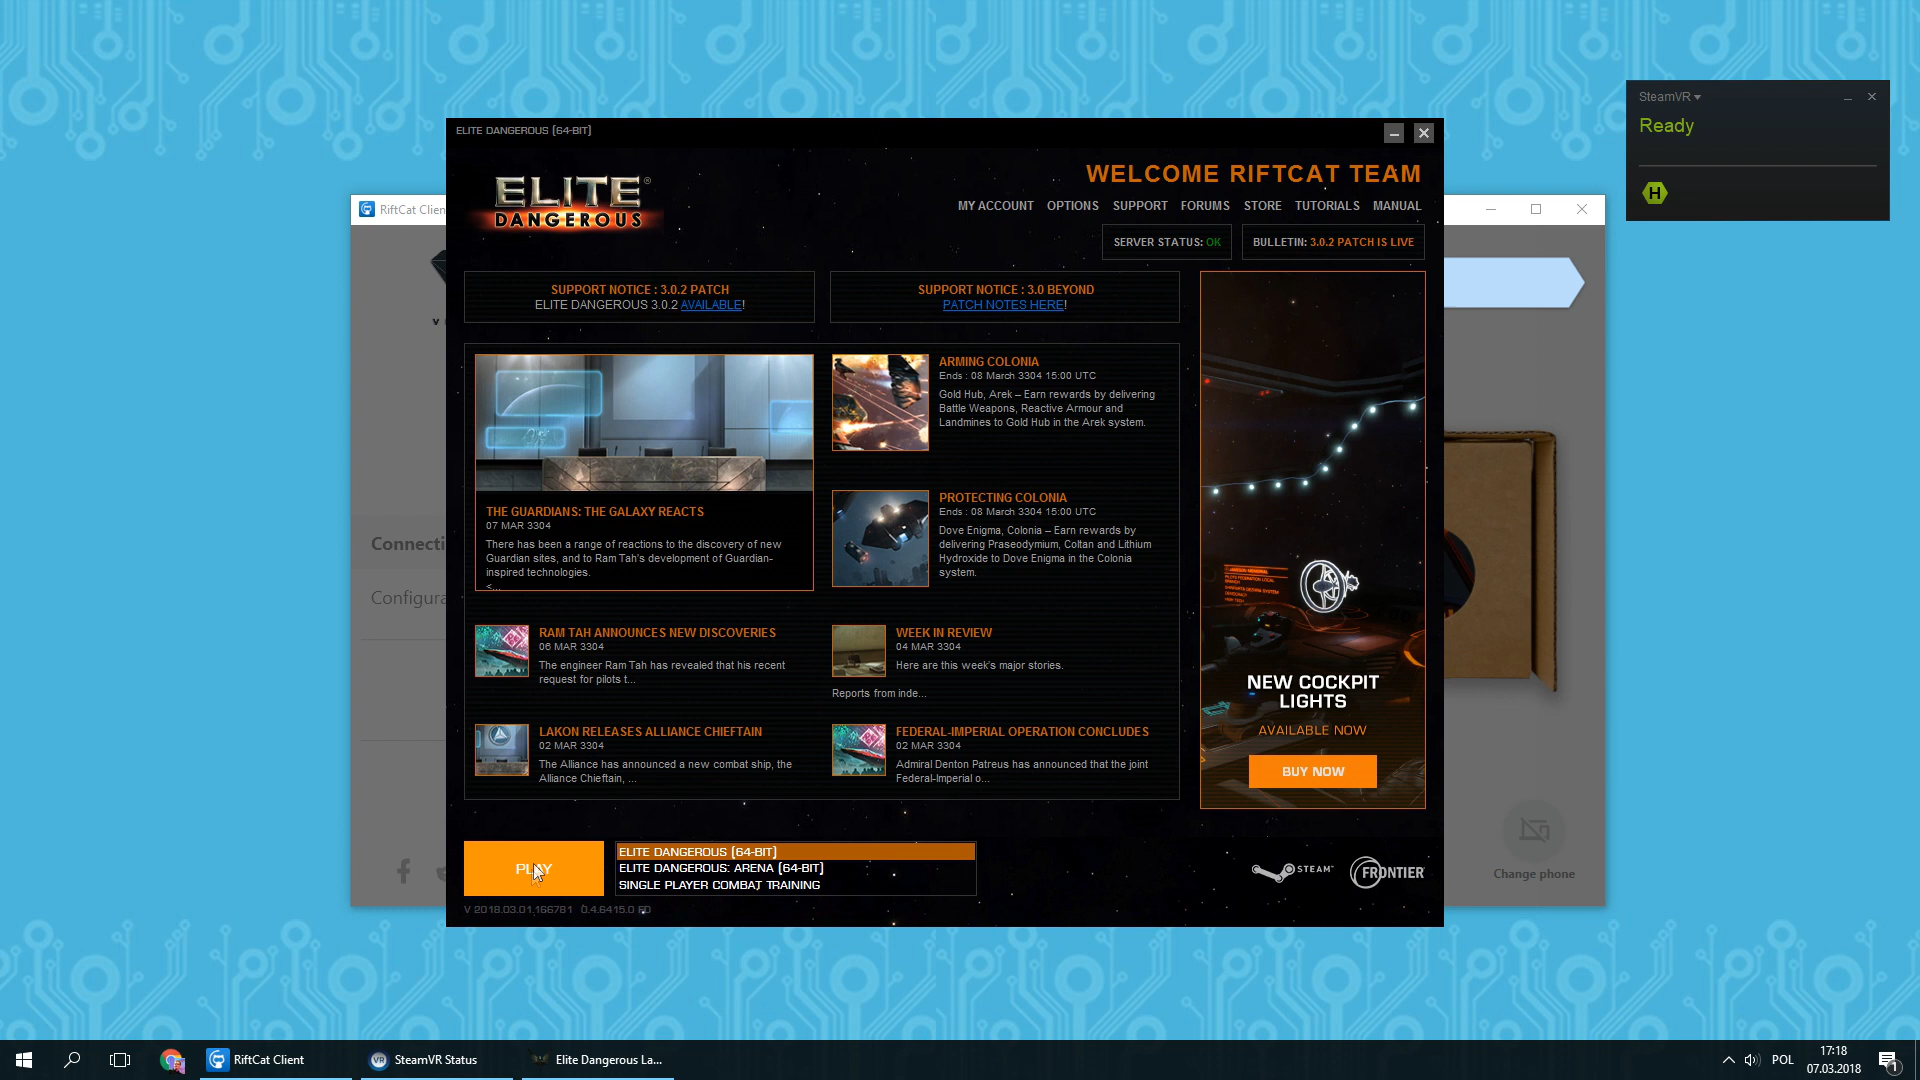 SteamVR
Ready
H
RiftCat Clien
ELITE DANGEROUS (64-BIT)
ELITE
DANGEROUS
WELCOME RIFTCAT TEAM
MY ACCOUNT OPTIONS SUPPORT FORUMS STORE TUTORIALS MANUAL
SERVER STATUS: OK
BULLETIN: 3.0.2 PATCH IS LIVE
SUPPORT NOTICE : 3.0.2 PATCH
ELITE DANGEROUS 3.0.2 AVAILABLE!
SUPPORT NOTICE : 3.0 BEYOND
PATCH NOTES HERE!
THE GUARDIANS: THE GALAXY REACTS
07 MAR 3304
There has been a range of reactions to the discovery of new
Guardian sites, and to Ram Tah's development of Guardian-
inspired technologies.
<...
ARMING COLONIA
Ends : 08 March 3304 15:00 UTC
Gold Hub, Arek – Earn rewards by delivering
Battle Weapons, Reactive Armour and
Landmines to Gold Hub in the Arek system.
PROTECTING COLONIA
Ends : 08 March 3304 15:00 UTC
Dove Enigma, Colonia – Earn rewards by
delivering Praseodymium, Coltan and Lithium
Hydroxide to Dove Enigma in the Colonia
system.
RAM TAH ANNOUNCES NEW DISCOVERIES
06 MAR 3304
The engineer Ram Tah has revealed that his recent
request for pilots t...
WEEK IN REVIEW
04 MAR 3304
Here are this week's major stories.
Reports from inde...
LAKON RELEASES ALLIANCE CHIEFTAIN
02 MAR 3304
The Alliance has announced a new combat ship, the
Alliance Chieftain, ...
FEDERAL-IMPERIAL OPERATION CONCLUDES
02 MAR 3304
Admiral Denton Patreus has announced that the joint
Federal-Imperial o...
NEW COCKPIT
LIGHTS
AVAILABLE NOW
BUY NOW
Connecti
Configura
PLAY
ELITE DANGEROUS (64-BIT)
ELITE DANGEROUS: ARENA (64-BIT)
SINGLE PLAYER COMBAT TRAINING
STEAM
FRONTIER
V 2018.03.01.166781 0.4.6415.0 ED
Change phone
RiftCat Client
VR
SteamVR Status
Elite Dangerous La...
POL
17:18
07.03.2018
1